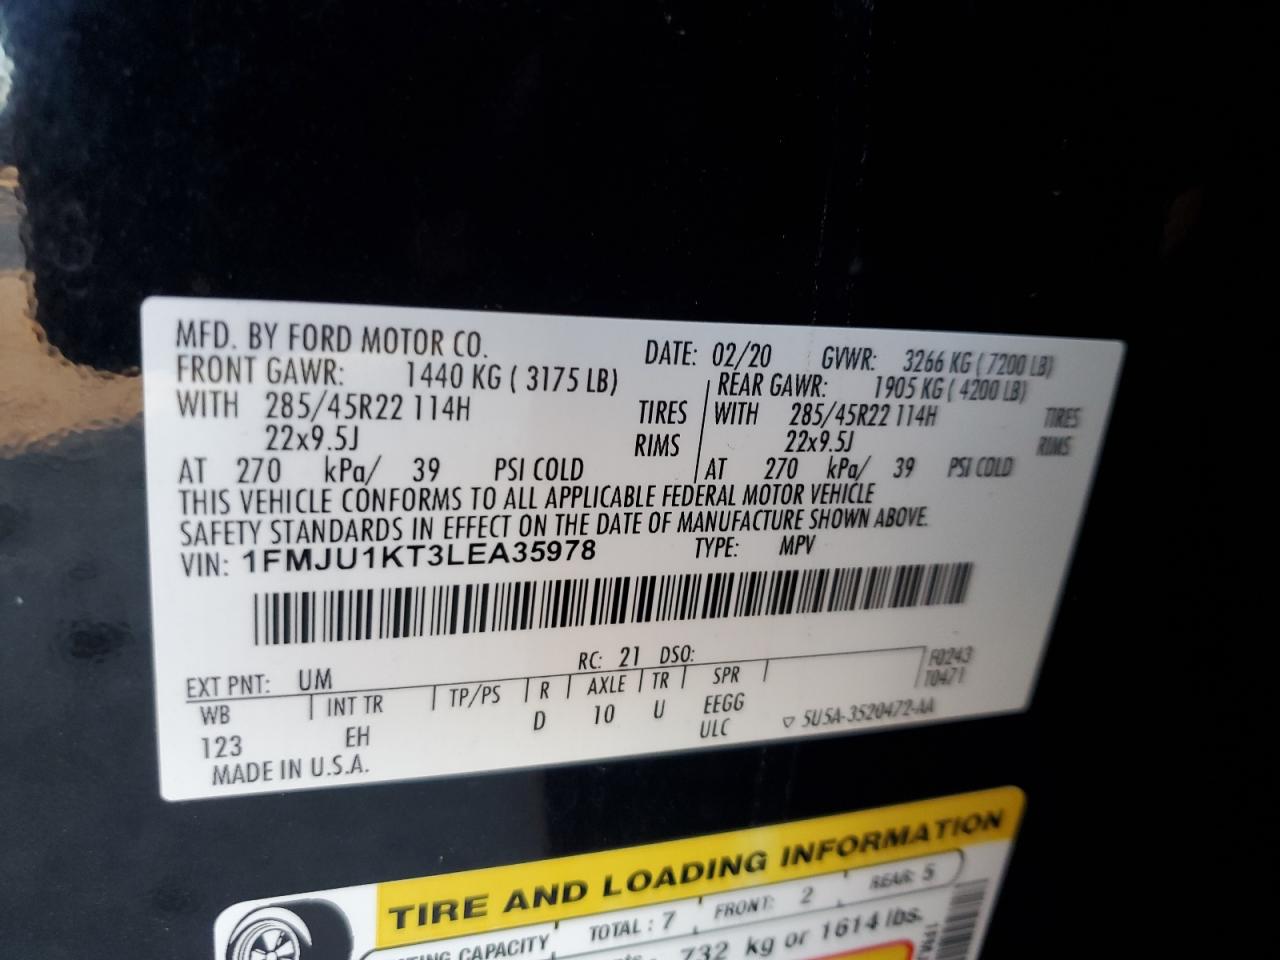 MFD. BY FORD MOTOR CO.
DATE: 02/20 GVWR: 3266 KG ( 7200 LB)
FRONT GAWR: 1440 KG ( 3175 LB)
WITH 285/45R22 114H TIRES
22x9.5J RIMS
AT 270 kPa/ 39 PSI COLD
REAR GAWR: 1905 KG ( 4200 LB)
WITH 285/45R22 114H TIRES
22x9.5J RIMS
AT 270 kPa/ 39 PSI COLD
THIS VEHICLE CONFORMS TO ALL APPLICABLE FEDERAL MOTOR VEHICLE
SAFETY STANDARDS IN EFFECT ON THE DATE OF MANUFACTURE SHOWN ABOVE.
VIN: 1FMJU1KT3LEA35978 TYPE: MPV
EXT PNT: UM RC: 21 DSO: F0243
T0471
WB INT TR TP/PS R AXLE TR SPR
123 EH D 10 U EEGG
ULC ▽ 5U5A-3520472-AA
MADE IN U.S.A.
TIRE AND LOADING INFORMATION
CAPACITY TOTAL : 7 FRONT: 2 REAR: 5
732 kg or 1614 lbs.